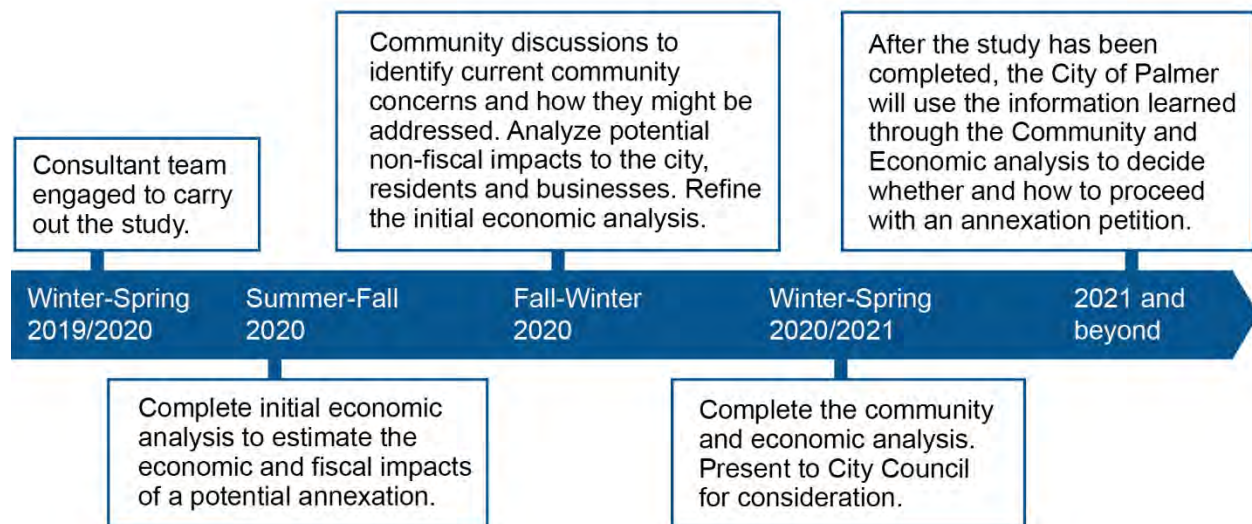 Consultant team
engaged to carry
out the study.
Community discussions to
identify current community
concerns and how they might be
addressed. Analyze potential
non-fiscal impacts to the city,
residents and businesses. Refine
the initial economic analysis.
After the study has been
completed, the City of Palmer
will use the information learned
through the Community and
Economic analysis to decide
whether and how to proceed
with an annexation petition.
Winter-Spring
2019/2020
Summer-Fall
2020
Fall-Winter
2020
Winter-Spring
2020/2021
2021 and
beyond
Complete initial economic
analysis to estimate the
economic and fiscal impacts
of a potential annexation.
Complete the community
and economic analysis.
Present to City Council
for consideration.